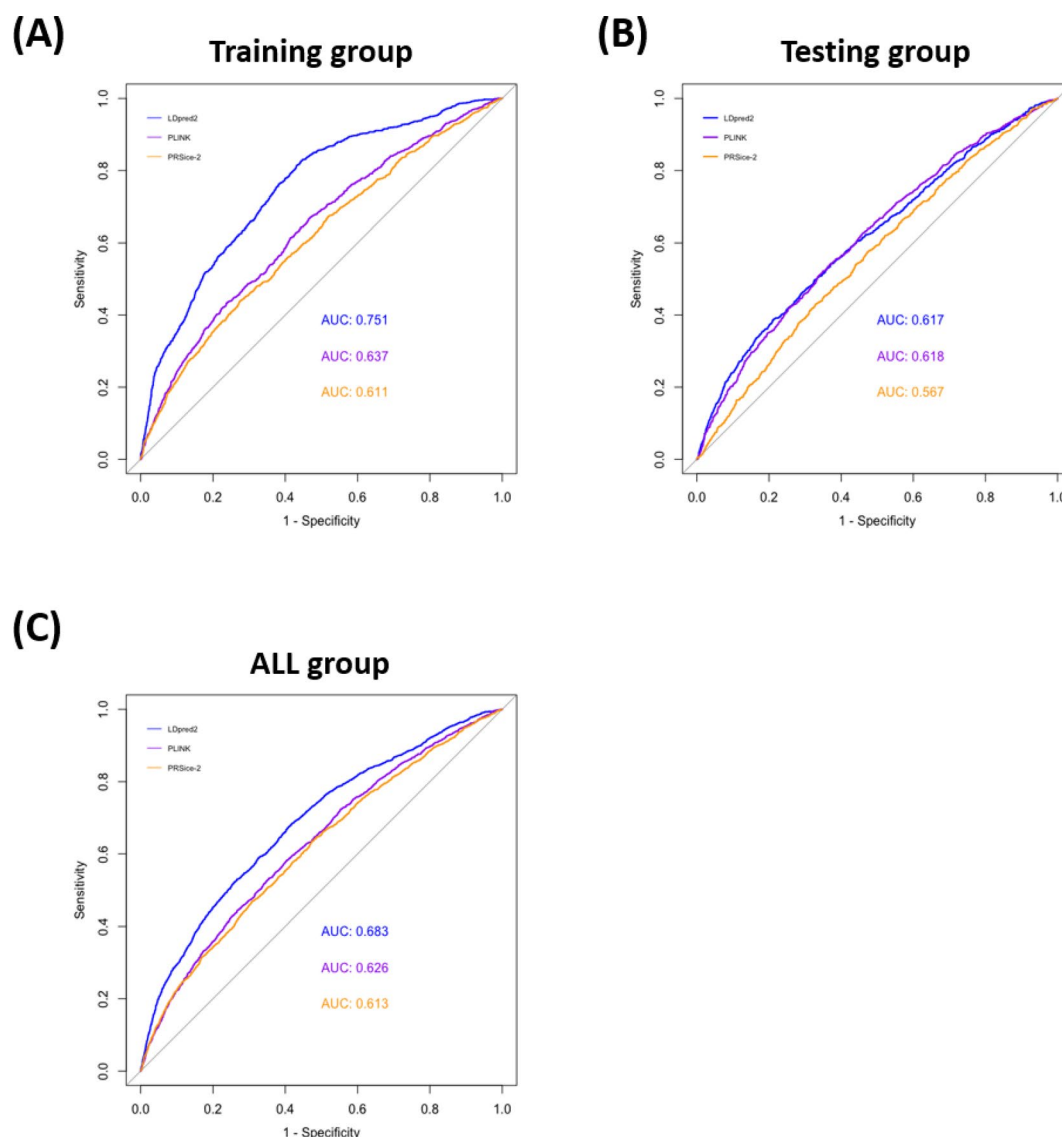 (A)
Training group
LDpred2
PLINK
PRSice-2
1.0
0.8
0.6
0.4
0.2
0.0
Sensitivity
AUC: 0.751
AUC: 0.637
AUC: 0.611
0.0 0.2 0.4 0.6 0.8 1.0
1 - Specificity
(B)
Testing group
LDpred2
PLINK
PRSice-2
1.0
0.8
0.6
0.4
0.2
0.0
Sensitivity
AUC: 0.617
AUC: 0.618
AUC: 0.567
0.0 0.2 0.4 0.6 0.8 1.0
1 - Specificity
(C)
ALL group
LDpred2
PLINK
PRSice-2
1.0
0.8
0.6
0.4
0.2
0.0
Sensitivity
AUC: 0.683
AUC: 0.626
AUC: 0.613
0.0 0.2 0.4 0.6 0.8 1.0
1 - Specificity